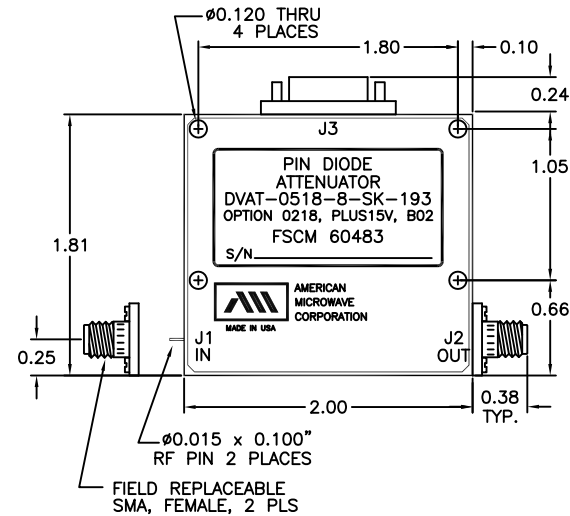 Ø0.120 THRU
4 PLACES
1.80
0.10
0.24
J3
PIN DIODE
ATTENUATOR
DVAT-0518-8-SK-193
OPTION 0218, PLUS15V, B02
FSCM 60483
S/N
1.05
1.81
AMERICAN
MICROWAVE
CORPORATION
MADE IN USA
0.66
J1
IN
J2
OUT
0.25
0.38
TYP.
2.00
Ø0.015 x 0.100"
RF PIN 2 PLACES
FIELD REPLACEABLE
SMA, FEMALE, 2 PLS